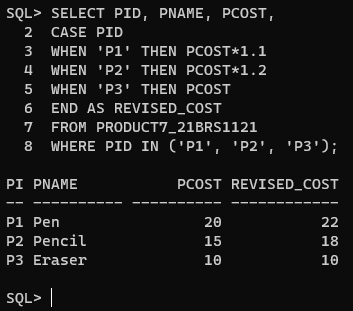 SQL> SELECT PID, PNAME, PCOST,
  2  CASE PID
  3  WHEN 'P1' THEN PCOST*1.1
  4  WHEN 'P2' THEN PCOST*1.2
  5  WHEN 'P3' THEN PCOST
  6  END AS REVISED_COST
  7  FROM PRODUCT7_21BRS1121
  8  WHERE PID IN ('P1', 'P2', 'P3');
PI PNAME           PCOST REVISED_COST
-- ---------- ---------- ------------
P1 Pen                20           22
P2 Pencil             15           18
P3 Eraser             10           10
SQL>